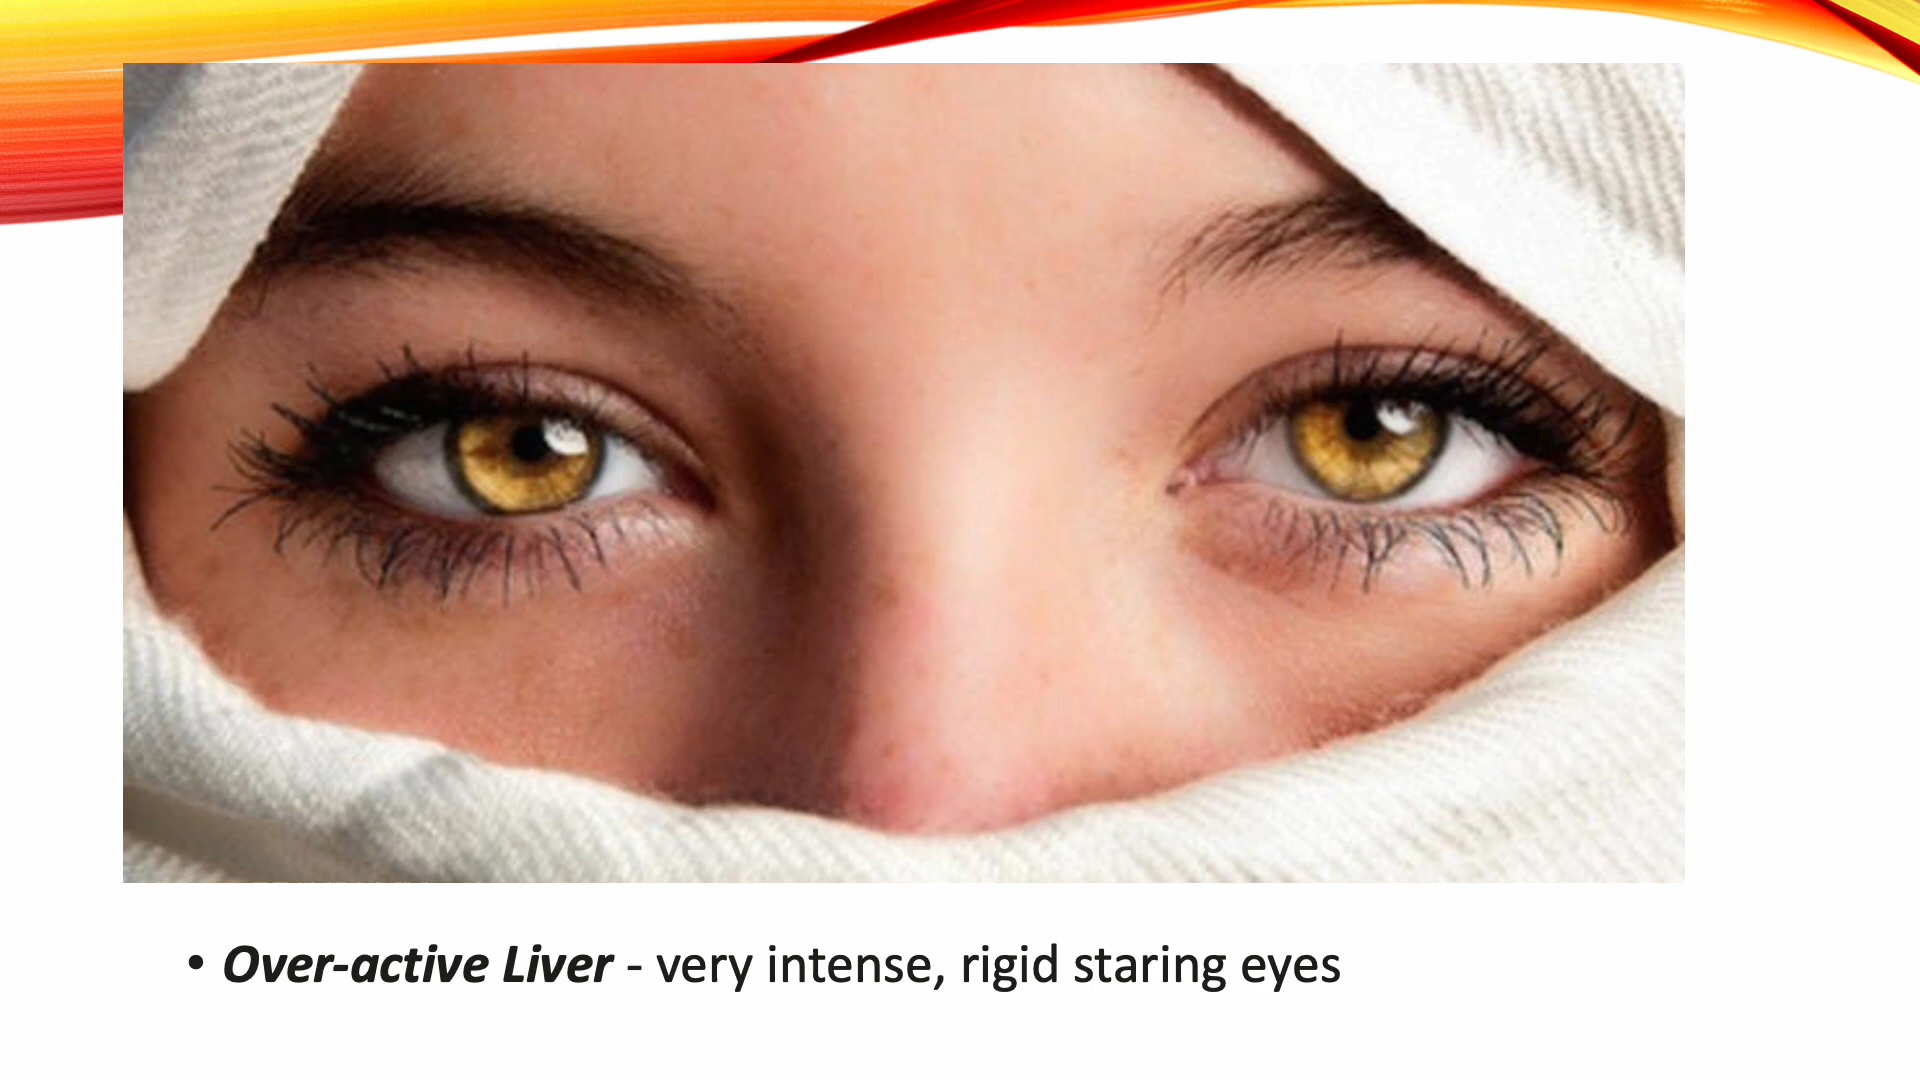 • Over-active Liver - very intense, rigid staring eyes